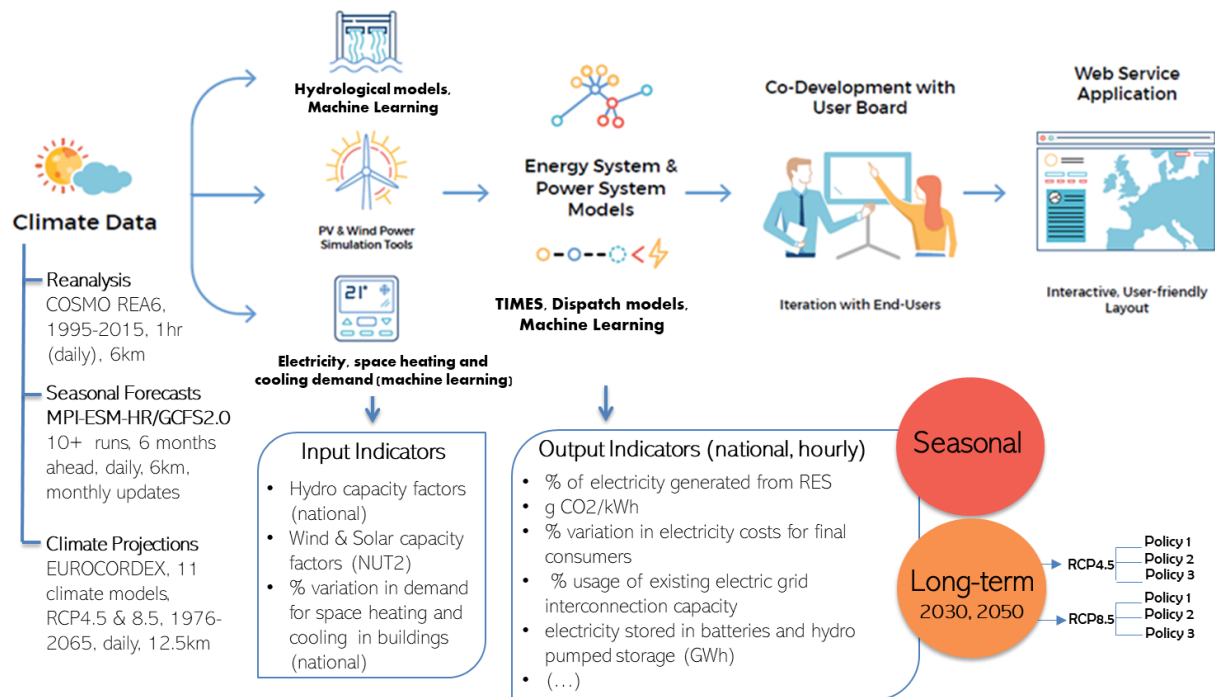 Climate Data
Reanalysis
COSMO REA6,
1995-2015, 1hr
(daily), 6km
Seasonal Forecasts
MPI-ESM-HR/GCFS2.0
10+ runs, 6 months
ahead, daily, 6km,
monthly updates
Climate Projections
EUROCORDEX, 11
climate models,
RCP4.5 & 8.5, 1976-
2065, daily, 12.5km
Hydrological models,
Machine Learning
PV & Wind Power
Simulation Tools
21°
Electricity, space heating and
cooling demand (machine learning)
Input Indicators
• Hydro capacity factors
(national)
• Wind & Solar capacity
factors (NUT2)
• % variation in demand
for space heating and
cooling in buildings
(national)
Energy System &
Power System
Models
TIMES, Dispatch models,
Machine Learning
Output Indicators (national, hourly)
• % of electricity generated from RES
• g CO2/kWh
• % variation in electricity costs for final
consumers
• % usage of existing electric grid
interconnection capacity
• electricity stored in batteries and hydro
pumped storage (GWh)
• (...)
Co-Development with
User Board
Iteration with End-Users
Web Service
Application
Interactive, User-friendly
Layout
Seasonal
Long-term
2030, 2050
RCP4.5
Policy 1
Policy 2
Policy 3
RCP8.5
Policy 1
Policy 2
Policy 3